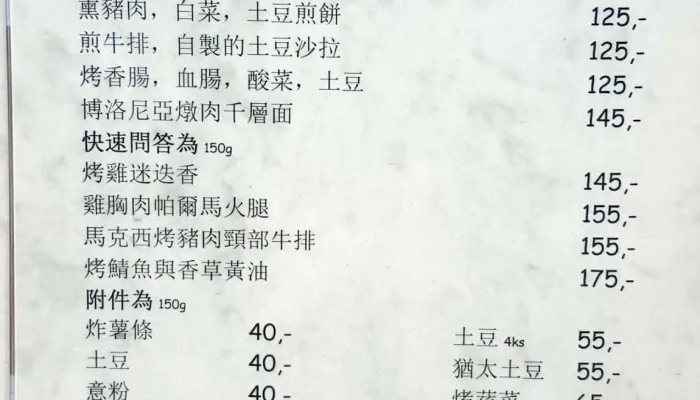 熏豬肉，白菜，土豆煎餅 125,-
煎牛排，自製的土豆沙拉 125,-
烤香腸，血腸，酸菜，土豆 125,-
博洛尼亞燉肉千層面 145,-
快速問答為 150g
烤雞迷迭香 145,-
雞胸肉帕爾馬火腿 155,-
馬克西烤豬肉頸部牛排 155,-
烤鯖魚與香草黃油 175,-
附件為 150g
炸薯條 40,- 土豆 4ks 55,-
土豆 40,- 猶太土豆 55,-
意粉 40,- 烤蔬菜